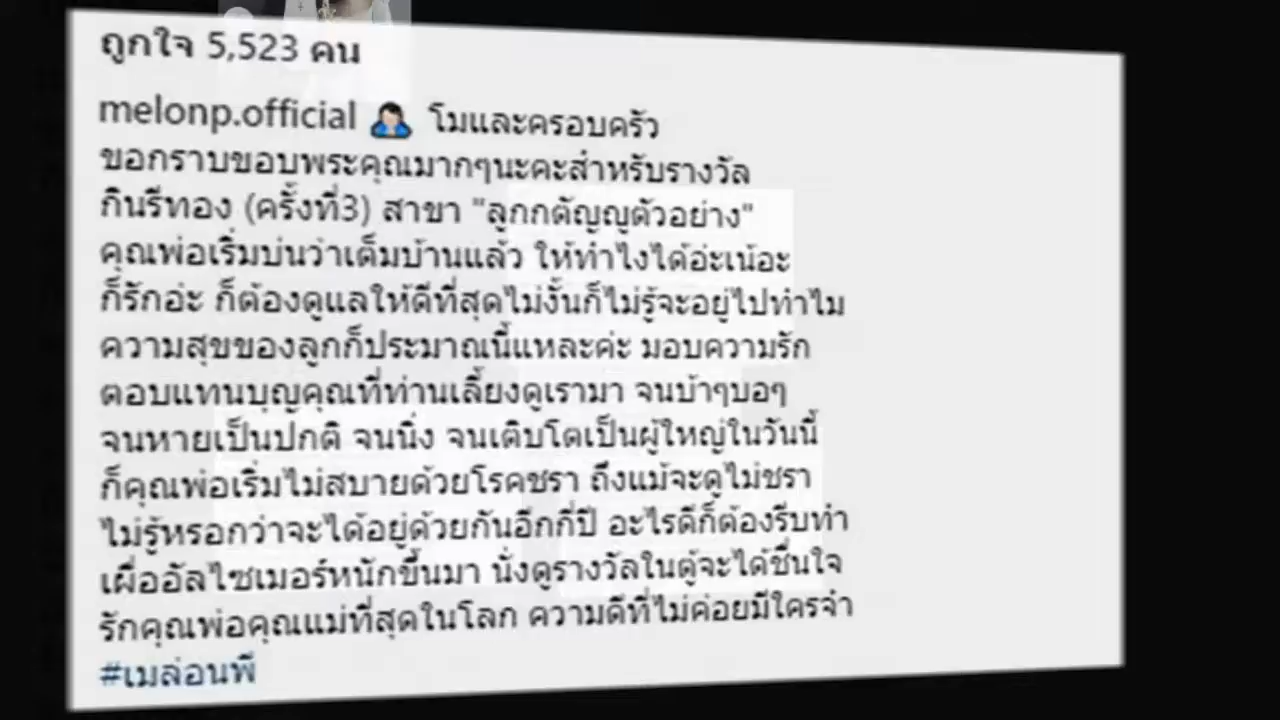 ถูกใจ 5,523 คน
melonp.official 🙇 โมและครอบครัว
ขอกราบขอบพระคุณมากๆนะคะสำหรับรางวัล
กินรีทอง (ครั้งที่3) สาขา "ลูกกตัญญูตัวอย่าง"
คุณพ่อเริ่มบ่นว่าเต็มบ้านแล้ว ให้ทำไงได้อ่ะเน้อะ
ก็รักอ่ะ ก็ต้องดูแลให้ดีที่สุดไม่งั้นก็ไม่รู้จะอยู่ไปทำไม
ความสุขของลูกก็ประมาณนี้แหละค่ะ มอบความรัก
ตอบแทนบุญคุณที่ท่านเลี้ยงดูเรามา จนบ้าๆบอๆ
จนหายเป็นปกติ จนนิ่ง จนเติบโตเป็นผู้ใหญ่ในวันนี้
ก็คุณพ่อเริ่มไม่สบายด้วยโรคชรา ถึงแม้จะดูไม่ชรา
ไม่รู้หรอกว่าจะได้อยู่ด้วยกันอีกกี่ปี อะไรดีก็ต้องรีบทำ
เผื่ออัลไซเมอร์หนักขึ้นมา นั่งดูรางวัลในตู้จะได้ชื่นใจ
รักคุณพ่อคุณแม่ที่สุดในโลก ความดีที่ไม่ค่อยมีใครจำ
#เมล่อนพี